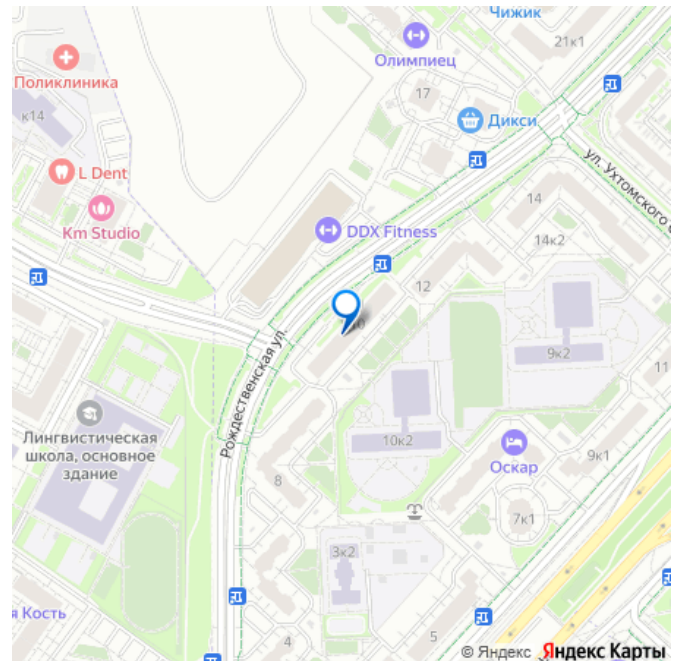 Чижик
21к1
Олимпиец
Поликлиника
17
к14
Дикси
L Dent
ул. Ухтомского
14
Km Studio
DDX Fitness
14к2
12
9к2
11
Рождественская ул.
Лингвистическая
школа, основное
здание
10к2
Оскар
9к1
8
7к1
3к2
я Кость
4
5
© Яндекс Яндекс Карты